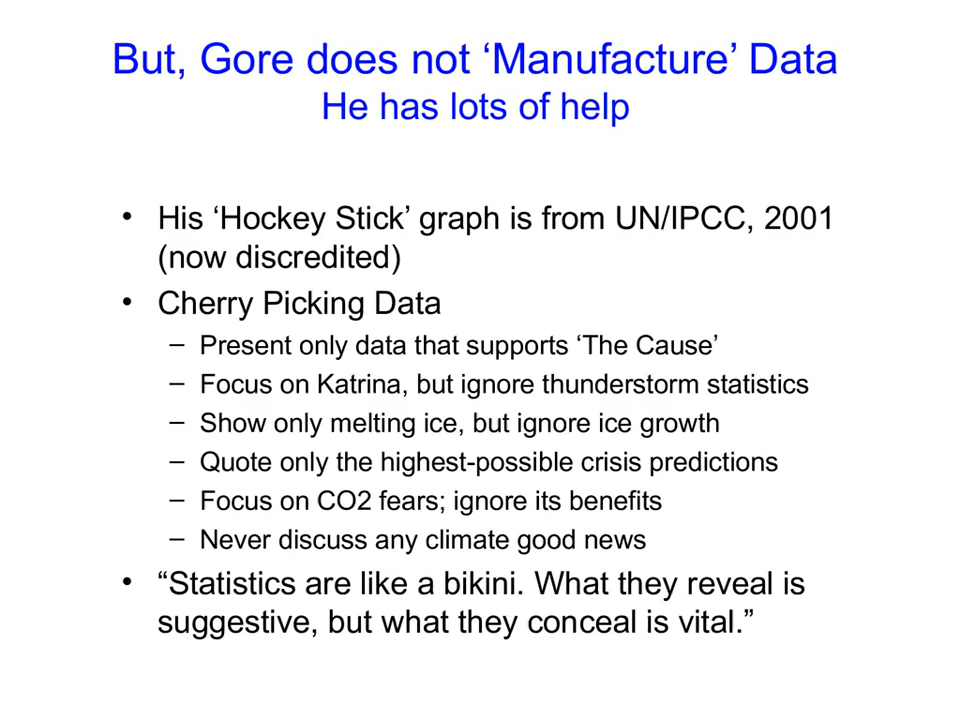 But, Gore does not ‘Manufacture’ Data
He has lots of help
• His ‘Hockey Stick’ graph is from UN/IPCC, 2001
(now discredited)
• Cherry Picking Data
– Present only data that supports ‘The Cause’
– Focus on Katrina, but ignore thunderstorm statistics
– Show only melting ice, but ignore ice growth
– Quote only the highest-possible crisis predictions
– Focus on CO2 fears; ignore its benefits
– Never discuss any climate good news
• “Statistics are like a bikini. What they reveal is
suggestive, but what they conceal is vital.”